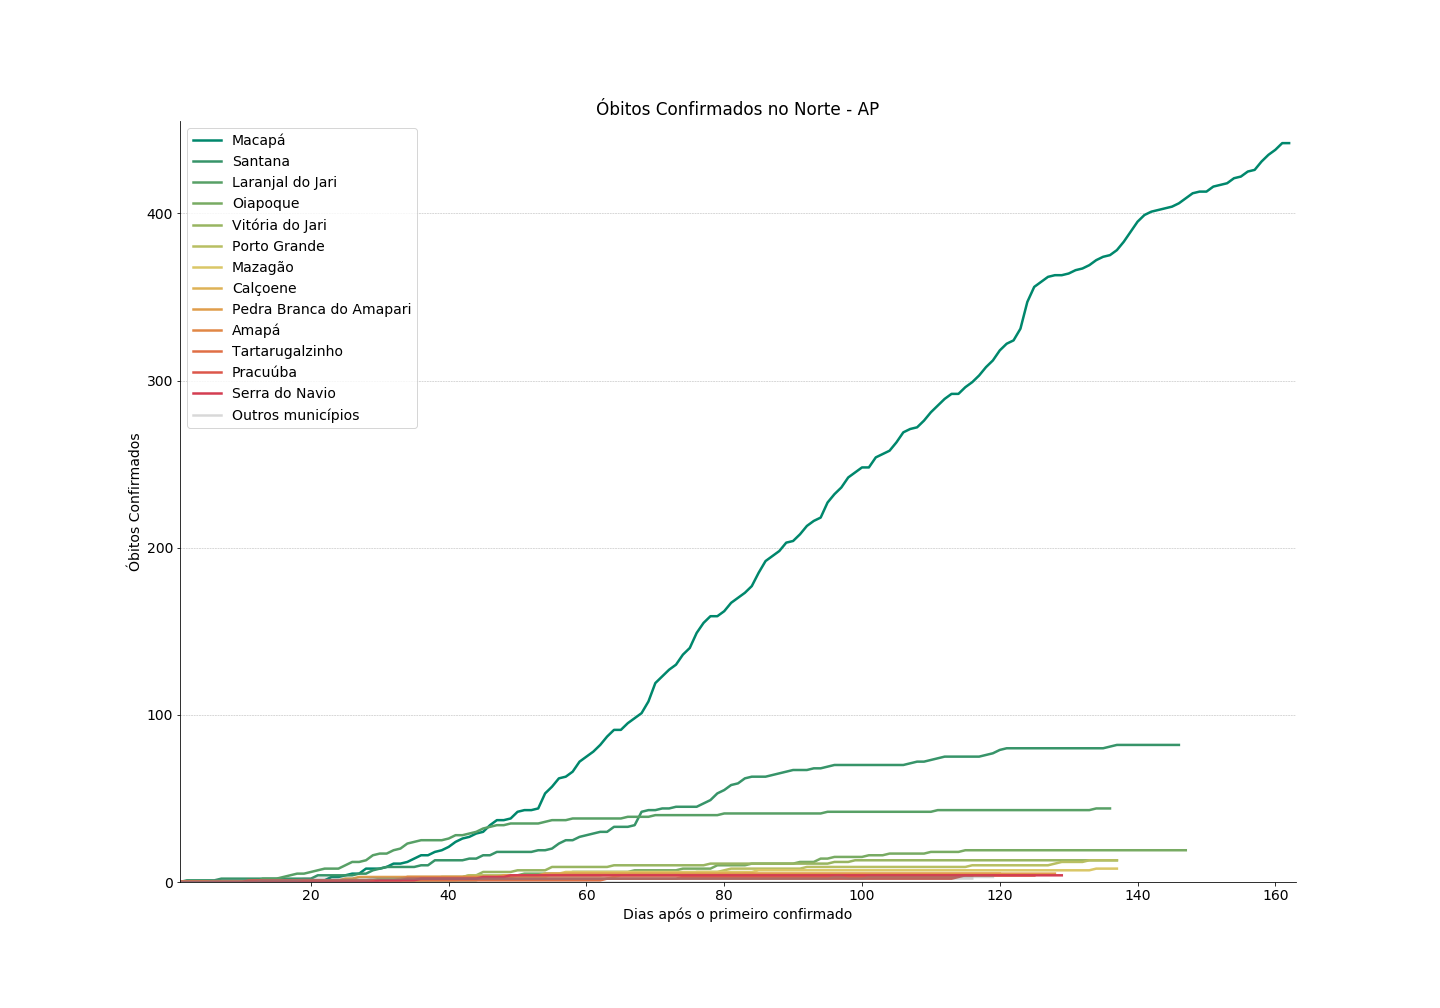 Óbitos Confirmados no Norte - AP
Macapá
Santana
Laranjal do Jari
Oiapoque
Vitória do Jari
Porto Grande
Mazagão
Calçoene
Pedra Branca do Amapari
Amapá
Tartarugalzinho
Pracuúba
Serra do Navio
Outros municípios
Óbitos Confirmados
400
300
200
100
0
20 40 60 80 100 120 140 160
Dias após o primeiro confirmado